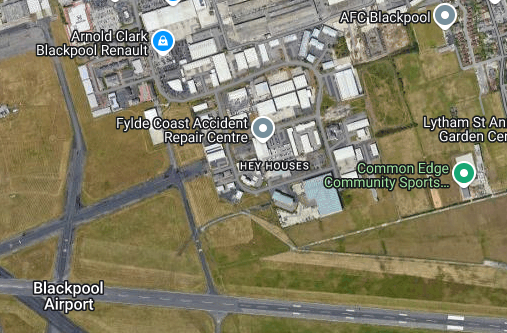 AFC Blackpool
Arnold Clark
Blackpool Renault
Fylde Coast Accident
Repair Centre
Lytham St An
Garden Cen
HEY HOUSES
Common Edge
Community Sports...
Blackpool
Airport